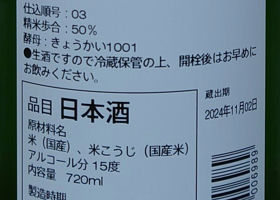 仕込順号：03
精米歩合：50％
酵母：きょうかい1001
●生酒ですので冷蔵保管の上、開栓後はお早めに
お飲みください。
品目 日本酒
原材料名
米（国産）、米こうじ（国産米）
アルコール分 15度
内容量 720ml
製造時期
蔵出期
2024年11月02日
006989